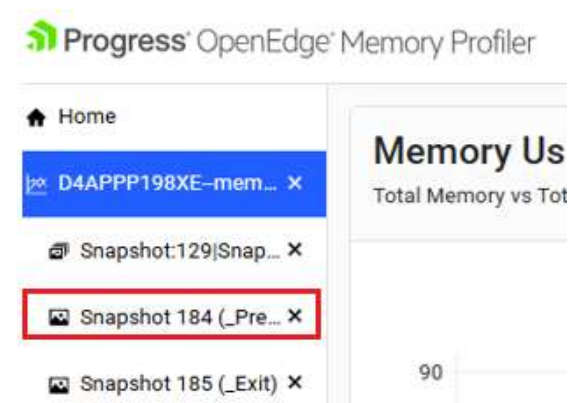 Progress® OpenEdge® Memory Profiler
Home
D4APPP198XE–mem... ×
Snapshot:129|Snap... ×
Snapshot 184 (_Pre... ×
Snapshot 185 (_Exit) ×
Memory Us
Total Memory vs Tot
90